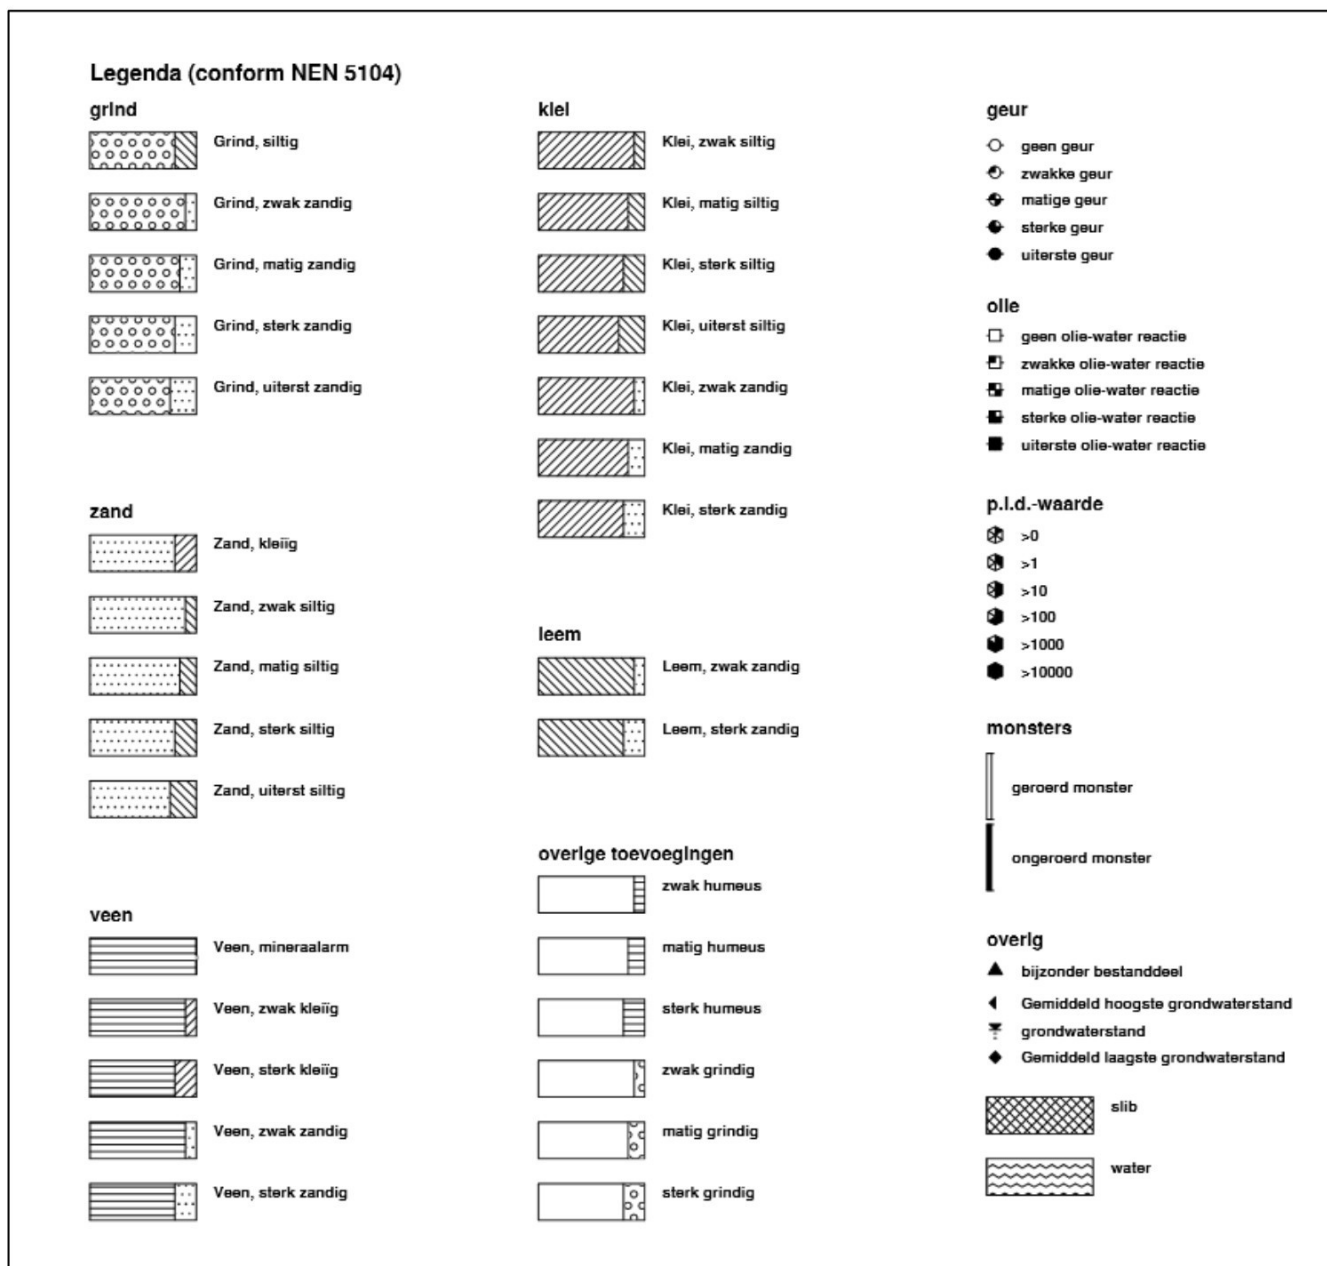 Legenda (conform NEN 5104)
grind
Grind, siltig
Grind, zwak zandig
Grind, matig zandig
Grind, sterk zandig
Grind, uiterst zandig
zand
Zand, kleiïg
Zand, zwak siltig
Zand, matig siltig
Zand, sterk siltig
Zand, uiterst siltig
veen
Veen, mineraalarm
Veen, zwak kleiïg
Veen, sterk kleiïg
Veen, zwak zandig
Veen, sterk zandig
klei
Klei, zwak siltig
Klei, matig siltig
Klei, sterk siltig
Klei, uiterst siltig
Klei, zwak zandig
Klei, matig zandig
Klei, sterk zandig
leem
Leem, zwak zandig
Leem, sterk zandig
overige toevoegingen
zwak humeus
matig humeus
sterk humeus
zwak grindig
matig grindig
sterk grindig
geur
geen geur
zwakke geur
matige geur
sterke geur
uiterste geur
olie
geen olie-water reactie
zwakke olie-water reactie
matige olie-water reactie
sterke olie-water reactie
uiterste olie-water reactie
p.i.d.-waarde
>0
>1
>10
>100
>1000
>10000
monsters
geroerd monster
ongeroerd monster
overig
bijzonder bestanddeel
Gemiddeld hoogste grondwaterstand
grondwaterstand
Gemiddeld laagste grondwaterstand
slib
water